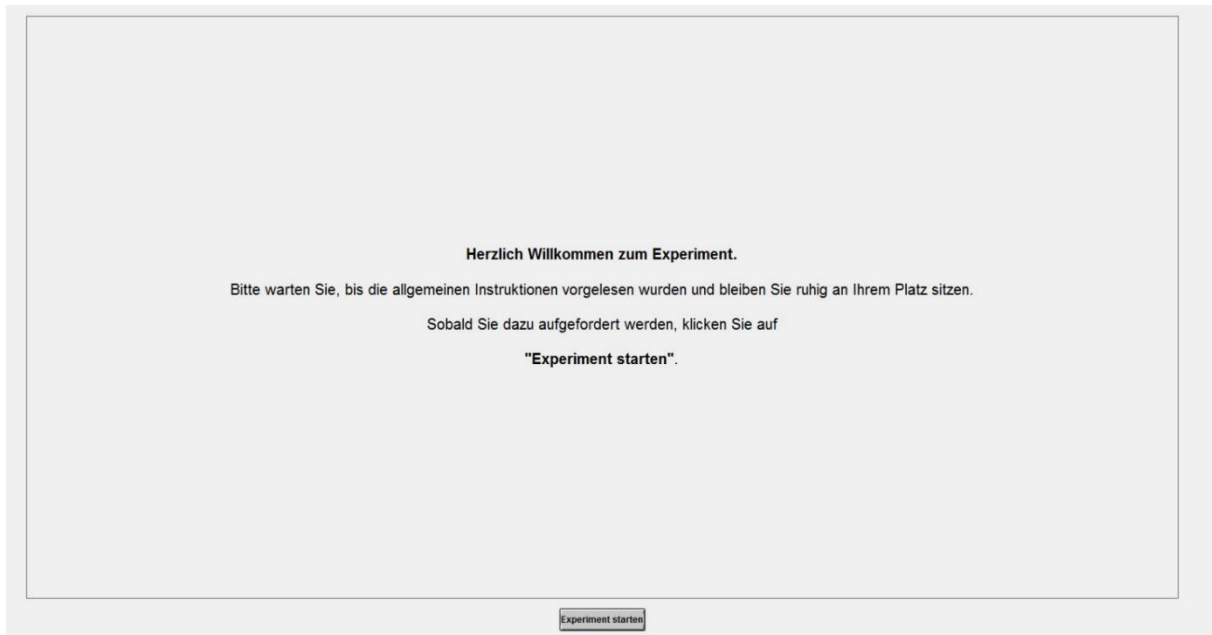 Herzlich Willkommen zum Experiment.
Bitte warten Sie, bis die allgemeinen Instruktionen vorgelesen wurden und bleiben Sie ruhig an Ihrem Platz sitzen.
Sobald Sie dazu aufgefordert werden, klicken Sie auf
"Experiment starten".
Experiment starten